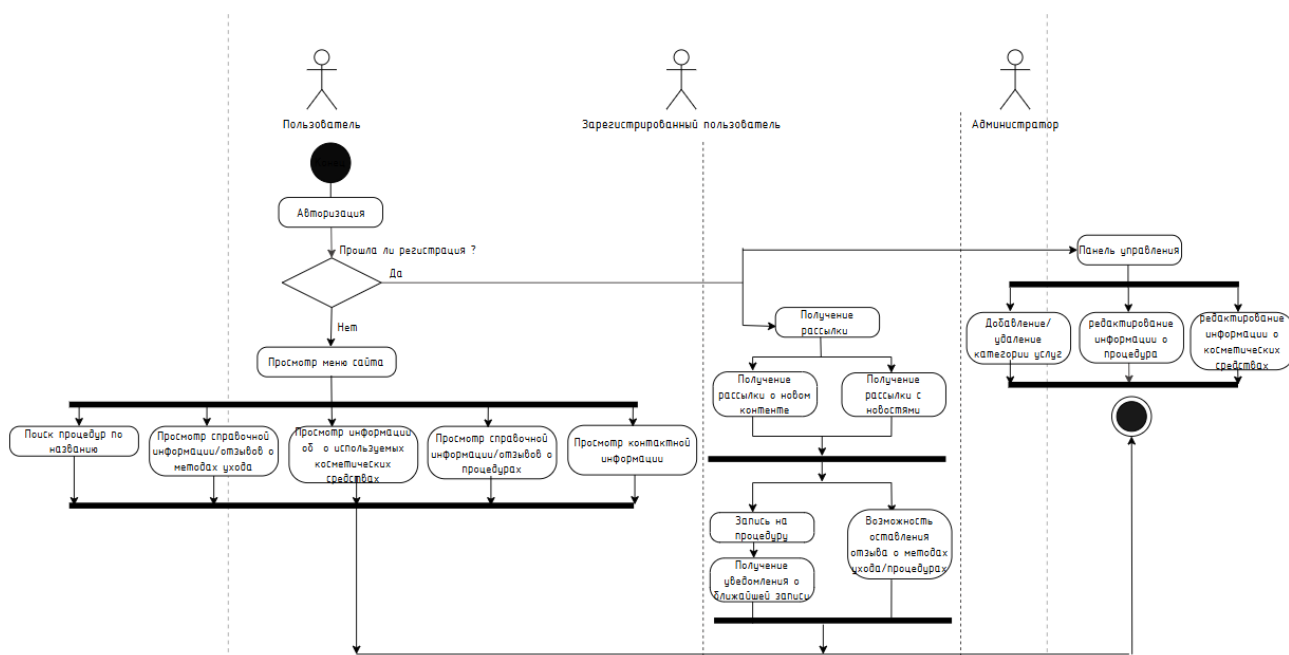 Пользователь
Зарегистрированный пользователь
Администратор
Авторизация
Прошла ли регистрация ?
Да
Нет
Просмотр меню сайта
Поиск процедур по
названию
Просмотр справочной
информации/отзывов о
методах ухода
Просмотр информации
об о используемых
косметических
средствах
Просмотр справочной
информации/отзывов о
процедурах
Просмотр контактной
информации
Получение
рассылки
Получение
рассылки о новом
контенте
Получение
рассылки с
новостями
Запись на
процедуру
Получение
уведомления о
ближайшей записи
Возможность
оставления
отзыва о методах
ухода/процедурах
Панель управления
Добавление/
удаление
категории услуг
редактирование
информации о
процедура
редактирование
информации о
косметических
средствах